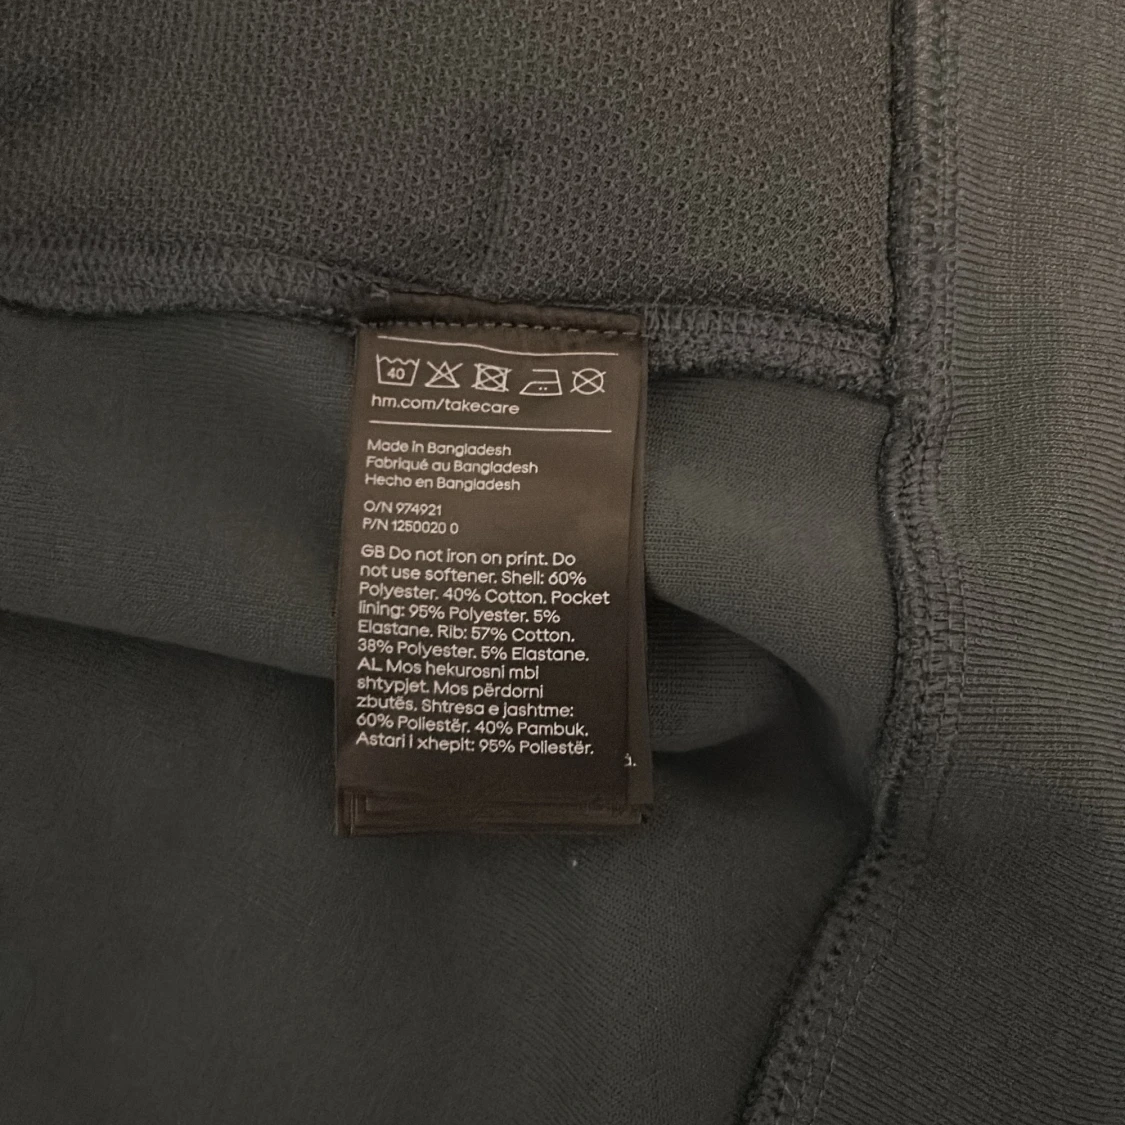 40
hm.com/takecare
Made in Bangladesh
Fabriqué au Bangladesh
Hecho en Bangladesh
O/N 974921
P/N 1250020 0
GB Do not iron on print. Do
not use softener. Shell: 60%
Polyester. 40% Cotton. Pocket
lining: 95% Polyester. 5%
Elastane. Rib: 57% Cotton.
38% Polyester. 5% Elastane.
AL Mos hekurosni mbi
shtypjet. Mos përdorni
zbutës. Shtresa e jashtme:
60% Poliestër. 40% Pambuk.
Astari i xhepit: 95% Poliestër.